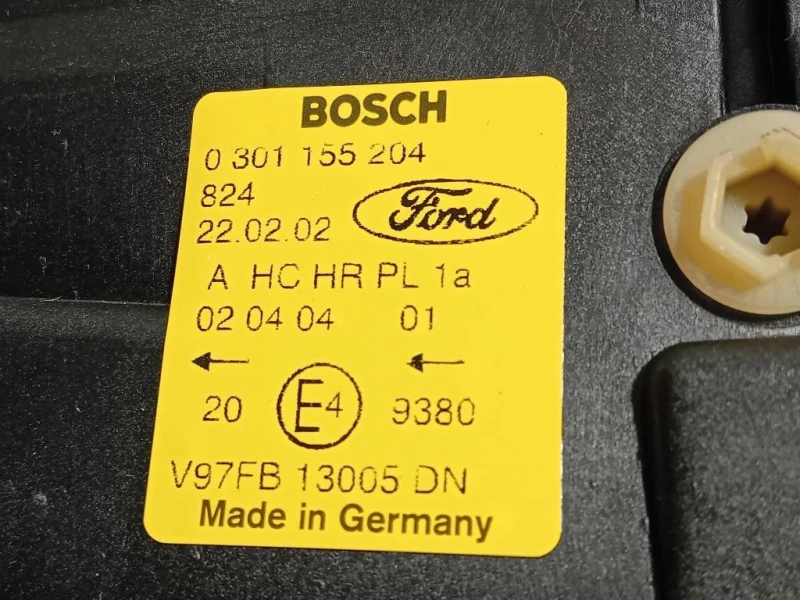 BOSCH
0 301 155 204
824
22.02.02 Ford
A HC HR PL 1a
02 04 04 01
← ←
20 E4 9380
V97FB 13005 DN
Made in Germany